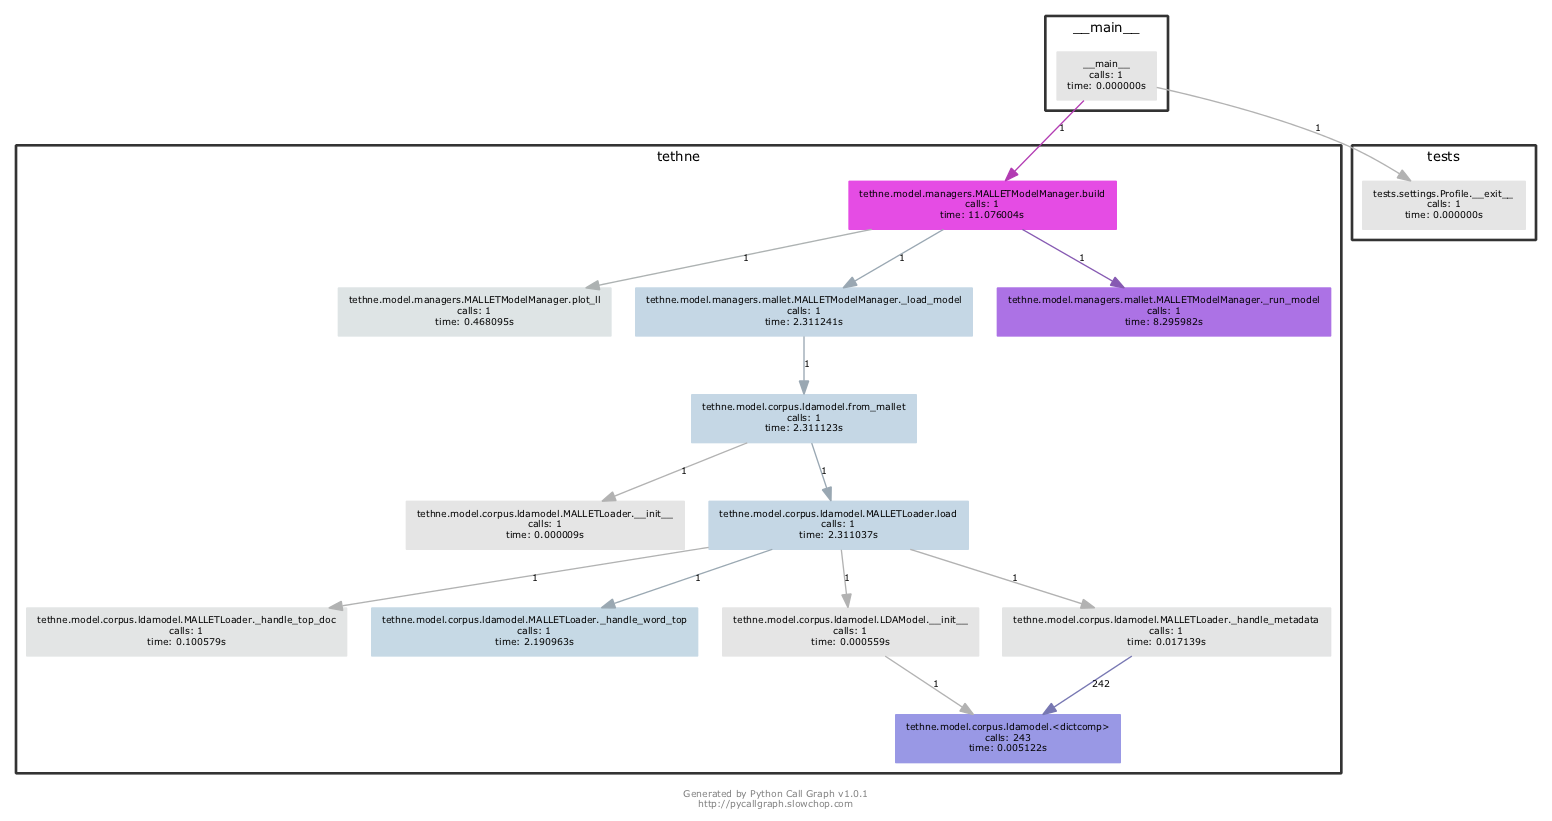 __main__
__main__
calls: 1
time: 0.000000s
1
1
tethne
tests
tethne.model.managers.MALLETModelManager.build
calls: 1
time: 11.076004s
tests.settings.Profile.__exit__
calls: 1
time: 0.000000s
1
1
1
tethne.model.managers.MALLETModelManager.plot_ll
calls: 1
time: 0.468095s
tethne.model.managers.mallet.MALLETModelManager._load_model
calls: 1
time: 2.311241s
tethne.model.managers.mallet.MALLETModelManager._run_model
calls: 1
time: 8.295982s
1
tethne.model.corpus.ldamodel.from_mallet
calls: 1
time: 2.311123s
1
1
tethne.model.corpus.ldamodel.MALLETLoader.__init__
calls: 1
time: 0.000009s
tethne.model.corpus.ldamodel.MALLETLoader.load
calls: 1
time: 2.311037s
1
1
1
1
tethne.model.corpus.ldamodel.MALLETLoader._handle_top_doc
calls: 1
time: 0.100579s
tethne.model.corpus.ldamodel.MALLETLoader._handle_word_top
calls: 1
time: 2.190963s
tethne.model.corpus.ldamodel.LDAModel.__init__
calls: 1
time: 0.000559s
tethne.model.corpus.ldamodel.MALLETLoader._handle_metadata
calls: 1
time: 0.017139s
1
242
tethne.model.corpus.ldamodel.<dictcomp>
calls: 243
time: 0.005122s
Generated by Python Call Graph v1.0.1
http://pycallgraph.slowchop.com